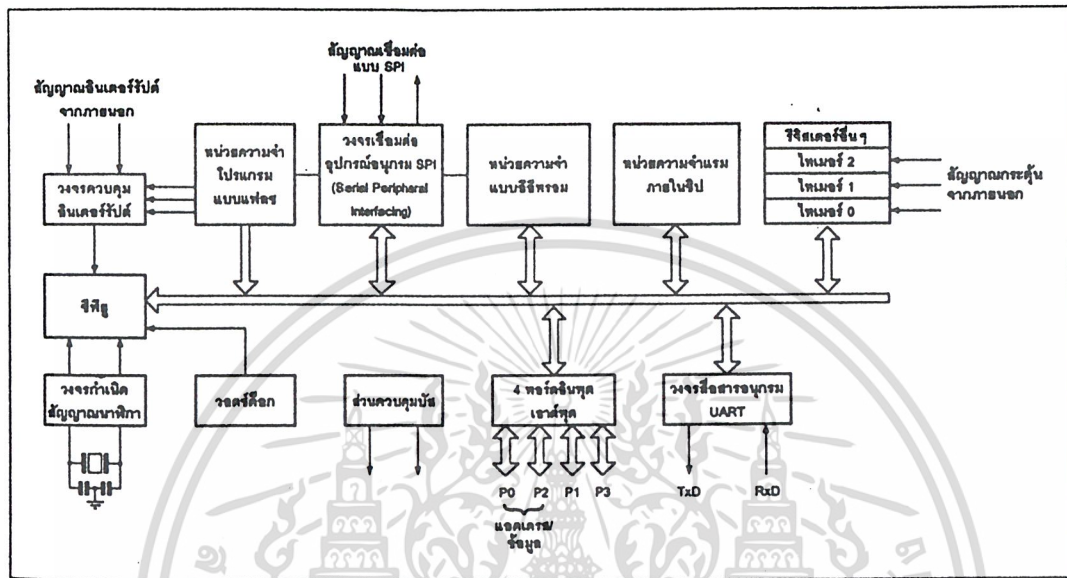 สัญญาณเชื่อมต่อ
แบบ SPI
สัญญาณอินเตอร์รัปต์
จากภายนอก
วงจรควบคุม
อินเตอร์รัปต์
หน่วยความจำ
โปรแกรม
แบบแฟลช
วงจรเชื่อมต่อ
อุปกรณ์อนุกรม SPI
(Serial Peripheral
Interfacing)
หน่วยความจำ
แบบอีอีพรอม
หน่วยความจำแรม
ภายในชิป
รีจิสเตอร์อื่นๆ
ไทเมอร์ 2
ไทเมอร์ 1
ไทเมอร์ 0
สัญญาณกระตุ้น
จากภายนอก
ซีพียู
วงจรกำเนิด
สัญญาณนาฬิกา
วอตช์ด็อก
ส่วนควบคุมบัส
4 พอร์ตอินพุต
เอาต์พุต
วงจรสื่อสารอนุกรม
UART
P0 P2 P1 P3
TxD RxD
แอดเดรส/
ข้อมูล